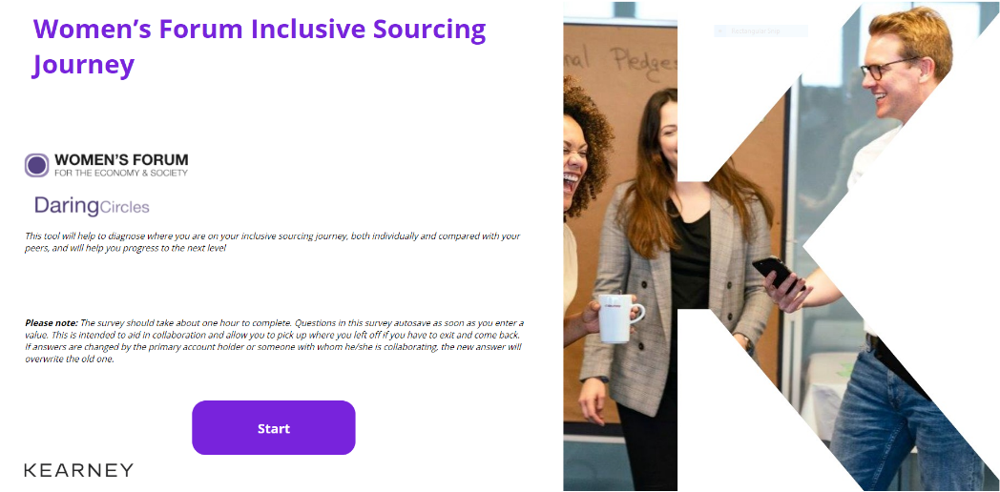 Women’s Forum Inclusive Sourcing
Journey
WOMEN’S FORUM
FOR THE ECONOMY & SOCIETY
DaringCircles
This tool will help to diagnose where you are on your inclusive sourcing journey, both individually and compared with your
peers, and will help you progress to the next level
Please note: The survey should take about one hour to complete. Questions in this survey autosave as soon as you enter a
value. This is intended to aid in collaboration and allow you to pick up where you left off if you have to exit and come back.
If answers are changed by the primary account holder or someone with whom he/she is collaborating, the new answer will
overwrite the old one.
Start
KEARNEY
nal Pledges